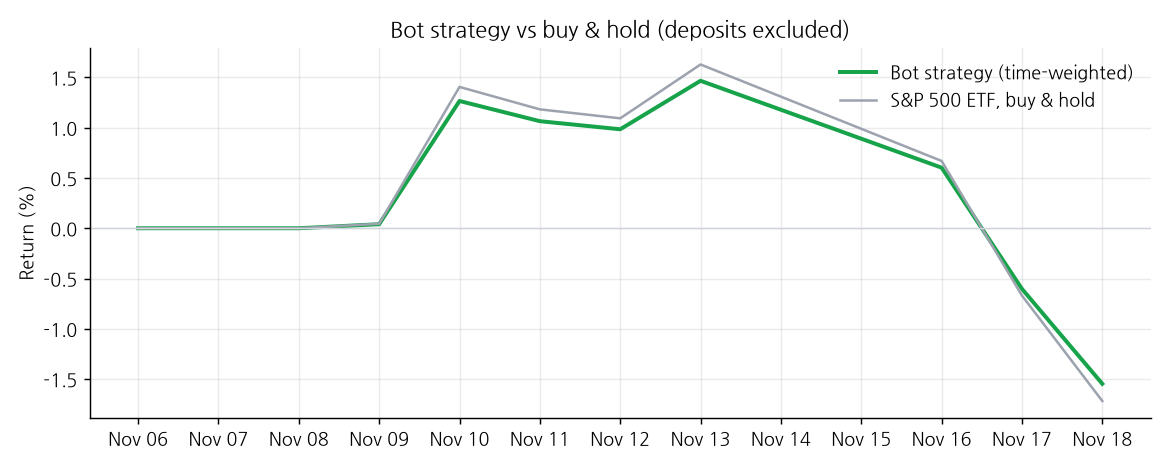 Bot strategy vs buy & hold (deposits excluded)
Bot strategy (time-weighted)
S&P 500 ETF, buy & hold
Return (%)
1.5
1.0
0.5
0.0
-0.5
-1.0
-1.5
Nov 06 Nov 07 Nov 08 Nov 09 Nov 10 Nov 11 Nov 12 Nov 13 Nov 14 Nov 15 Nov 16 Nov 17 Nov 18